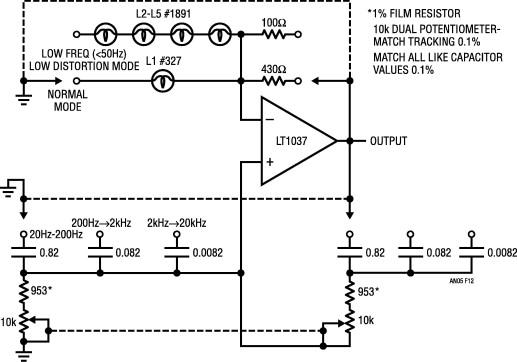 L2-L5 #1891
100Ω
LOW FREQ (<50Hz)
LOW DISTORTION MODE
L1 #327
430Ω
NORMAL
MODE
*1% FILM RESISTOR
10k DUAL POTENTIOMETER-
MATCH TRACKING 0.1%
MATCH ALL LIKE CAPACITOR
VALUES 0.1%
–
LT1037
+
OUTPUT
20Hz-200Hz
200Hz→2kHz
2kHz→20kHz
0.82
0.082
0.0082
0.82
0.082
0.0082
AN05 F12
953*
10k
953*
10k